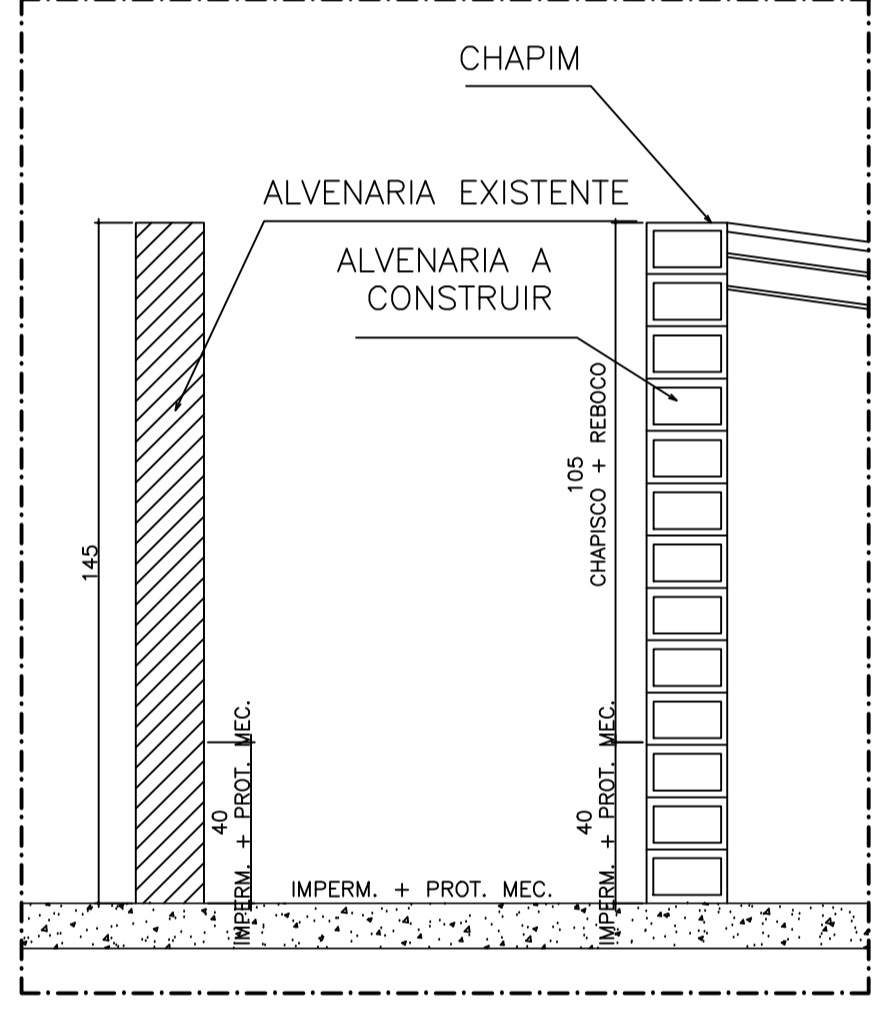 CHAPIM
ALVENARIA EXISTENTE
ALVENARIA A
CONSTRUIR
145
40
IMPERM. + PROT. MEC.
IMPERM. + PROT. MEC.
105
CHAPISCO + REBOCO
40
IMPERM. + PROT. MEC.